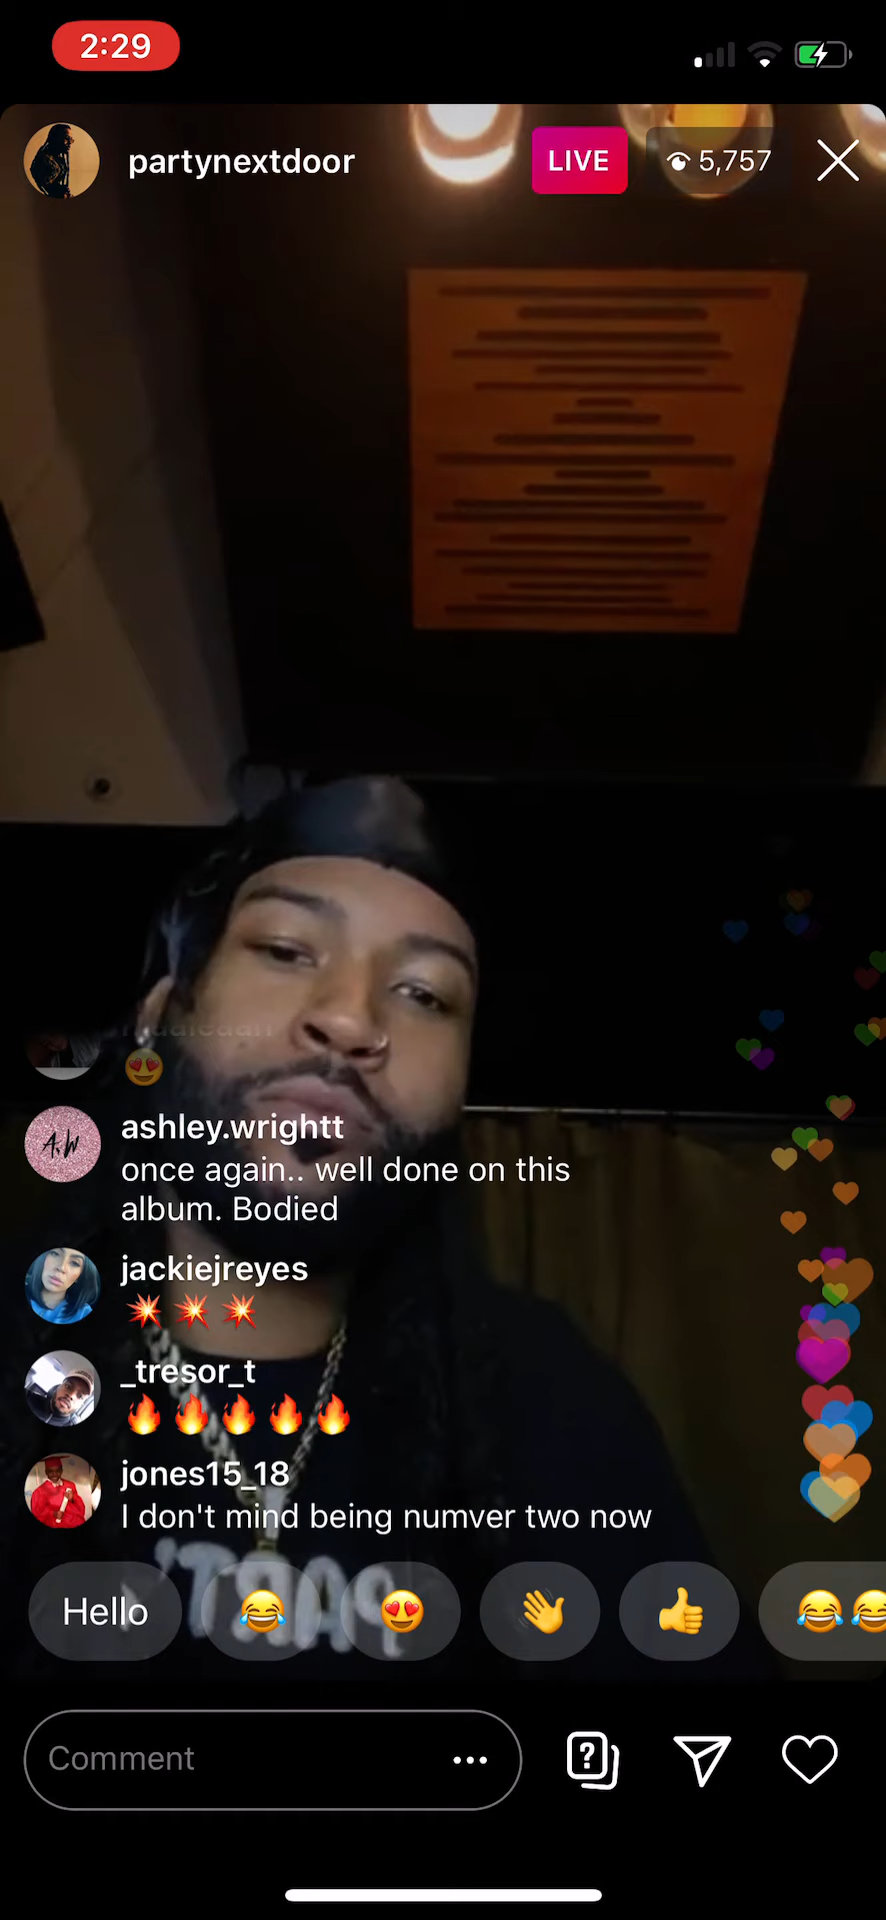 2:29
partynextdoor
LIVE
5,757
😍
ashley.wrightt
once again.. well done on this
album. Bodied
jackiejreyes
💥 💥 💥
_tresor_t
🔥 🔥 🔥 🔥 🔥
jones15_18
I don't mind being numver two now
Hello 😂 😍 👋 👍 😂 😂
Comment